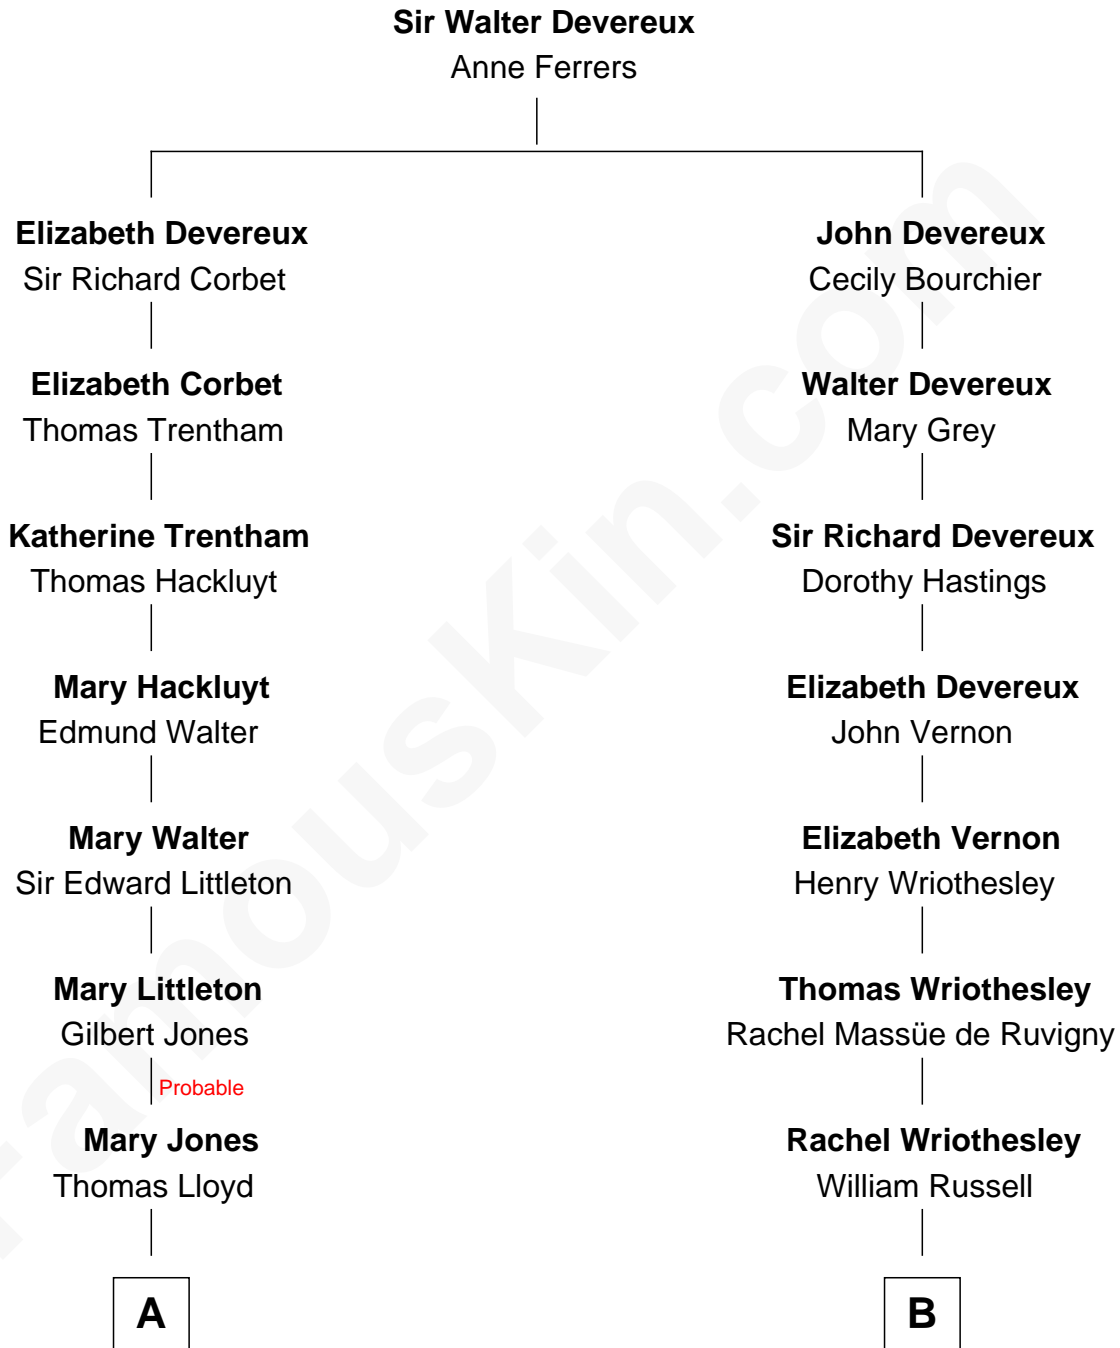 Sir Walter Devereux
Anne Ferrers
Elizabeth Devereux
Sir Richard Corbet
John Devereux
Cecily Bourchier
Elizabeth Corbet
Thomas Trentham
Walter Devereux
Mary Grey
Katherine Trentham
Thomas Hackluyt
Sir Richard Devereux
Dorothy Hastings
Mary Hackluyt
Edmund Walter
Elizabeth Devereux
John Vernon
Mary Walter
Sir Edward Littleton
Elizabeth Vernon
Henry Wriothesley
Mary Littleton
Gilbert Jones
Thomas Wriothesley
Rachel Massüe de Ruvigny
Probable
Mary Jones
Thomas Lloyd
Rachel Wriothesley
William Russell
A
B
FamousKin.com